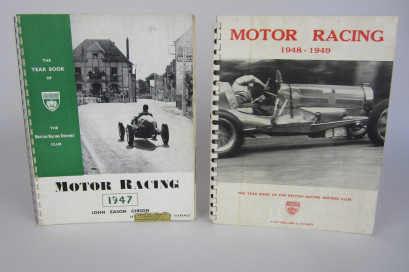 THE
YEAR BOOK
OF
THE
British Racing Drivers'
CLUB
MOTOR RACING
1947
JOHN EASON GIBSON
MOTOR RACING
1948 - 1949
THE YEAR BOOK OF THE BRITISH RACING DRIVERS CLUB